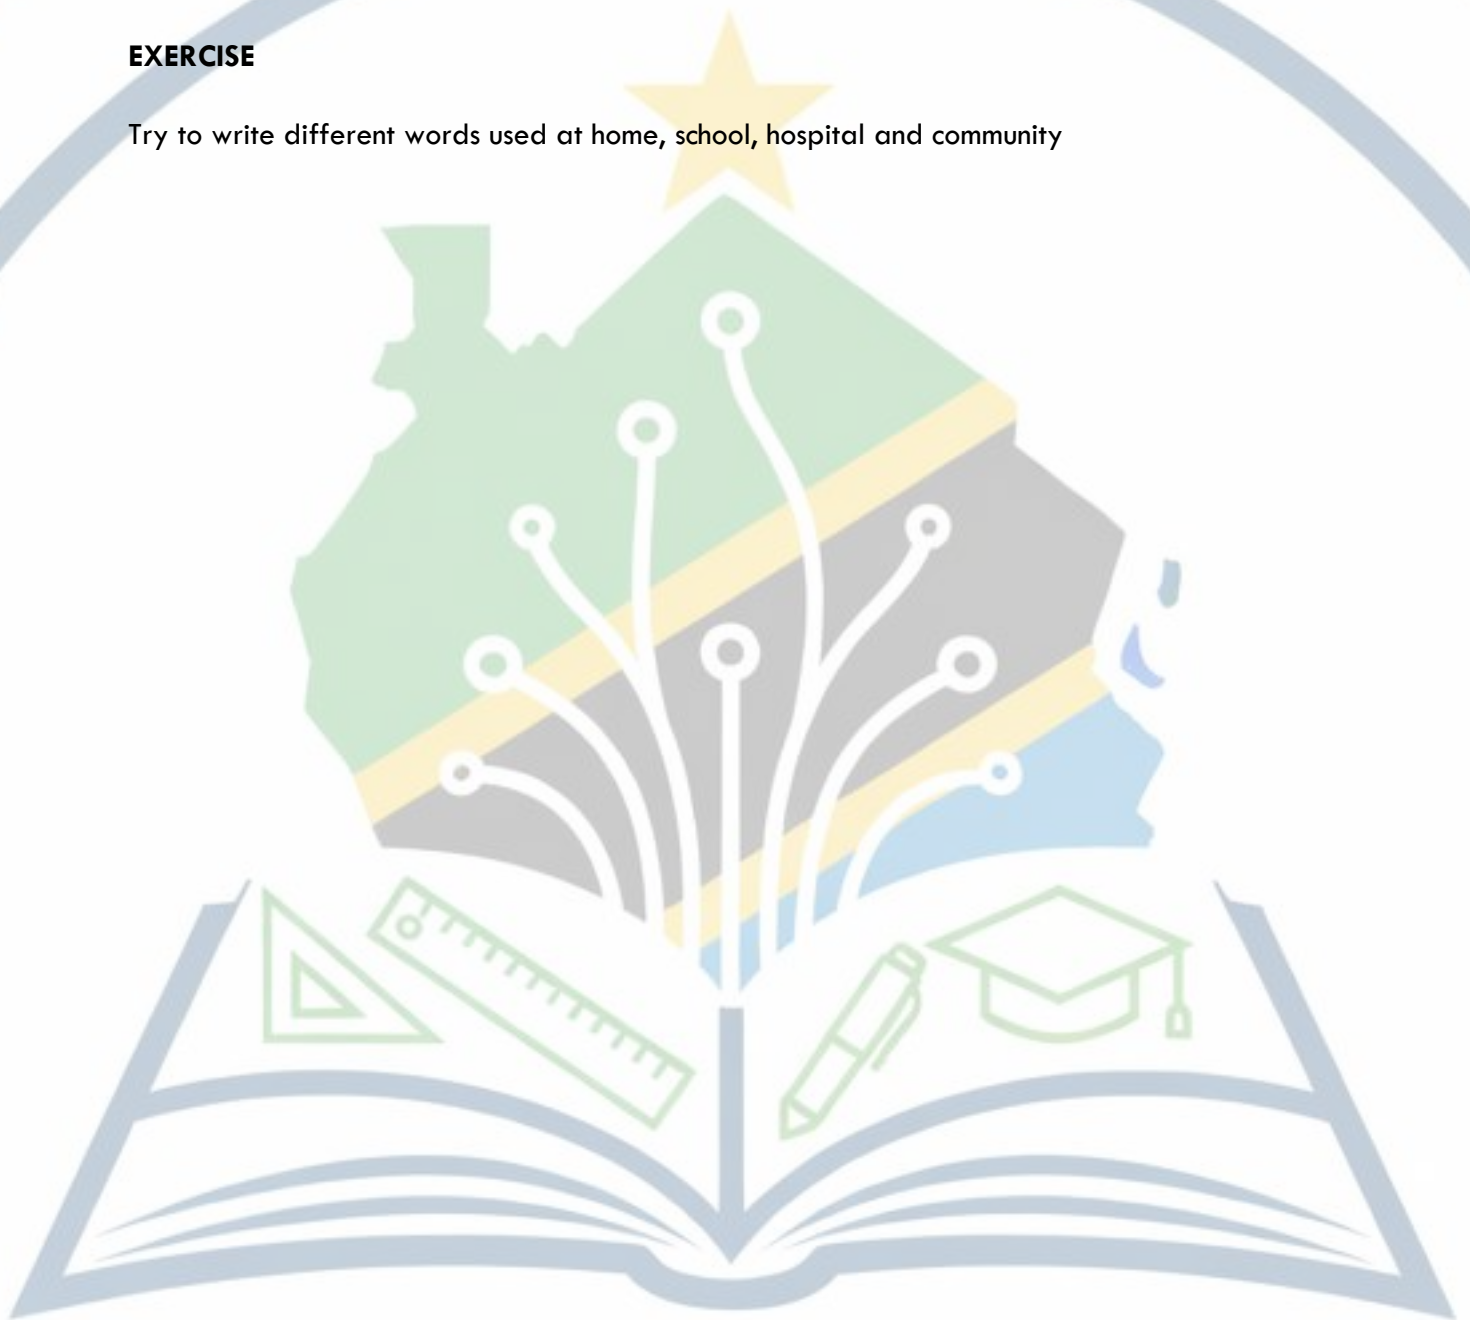 EXERCISE
Try to write different words used at home, school, hospital and community